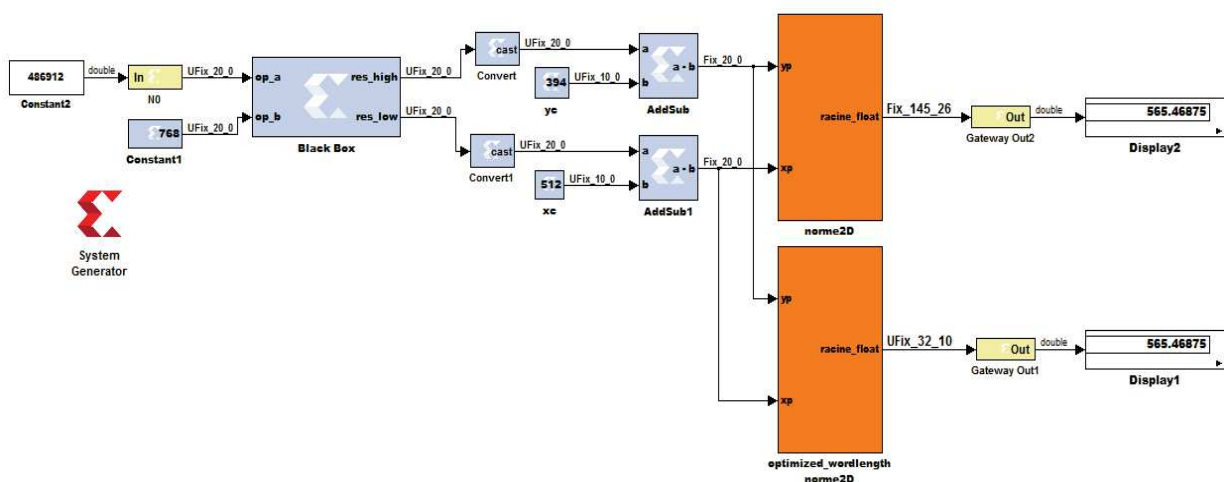 486912
Constant2
double
In
N0
UFix_20_0
768
Constant1
UFix_20_0
op_a
op_b
res_high
res_low
Black Box
UFix_20_0
UFix_20_0
cast
Convert
UFix_20_0
394
yc
UFix_10_0
a
b
a - b
AddSub
Fix_20_0
cast
Convert1
UFix_20_0
512
xc
UFix_10_0
a
b
a - b
AddSub1
Fix_20_0
yp
xp
racine_float
norme2D
Fix_145_26
Out
Gateway Out2
double
565.46875
Display2
yp
xp
racine_float
optimized_wordlength
norme2D
UFix_32_10
Out
Gateway Out1
double
565.46875
Display1
System
Generator